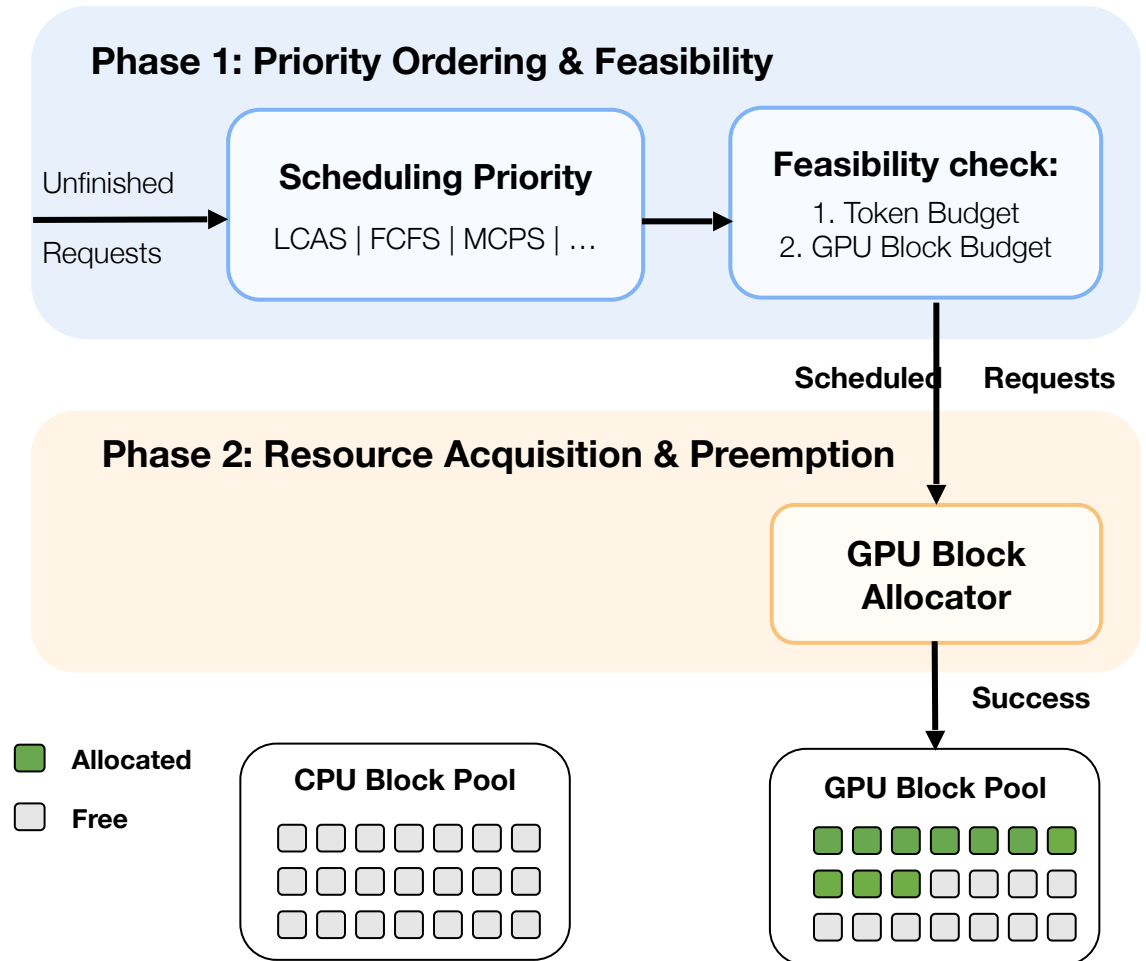 Phase 1: Priority Ordering & Feasibility
Unfinished
Requests
Scheduling Priority
LCAS | FCFS | MCPS | …
Feasibility check:
1. Token Budget
2. GPU Block Budget
Scheduled Requests
Phase 2: Resource Acquisition & Preemption
GPU Block
Allocator
Success
Allocated
Free
CPU Block Pool
GPU Block Pool